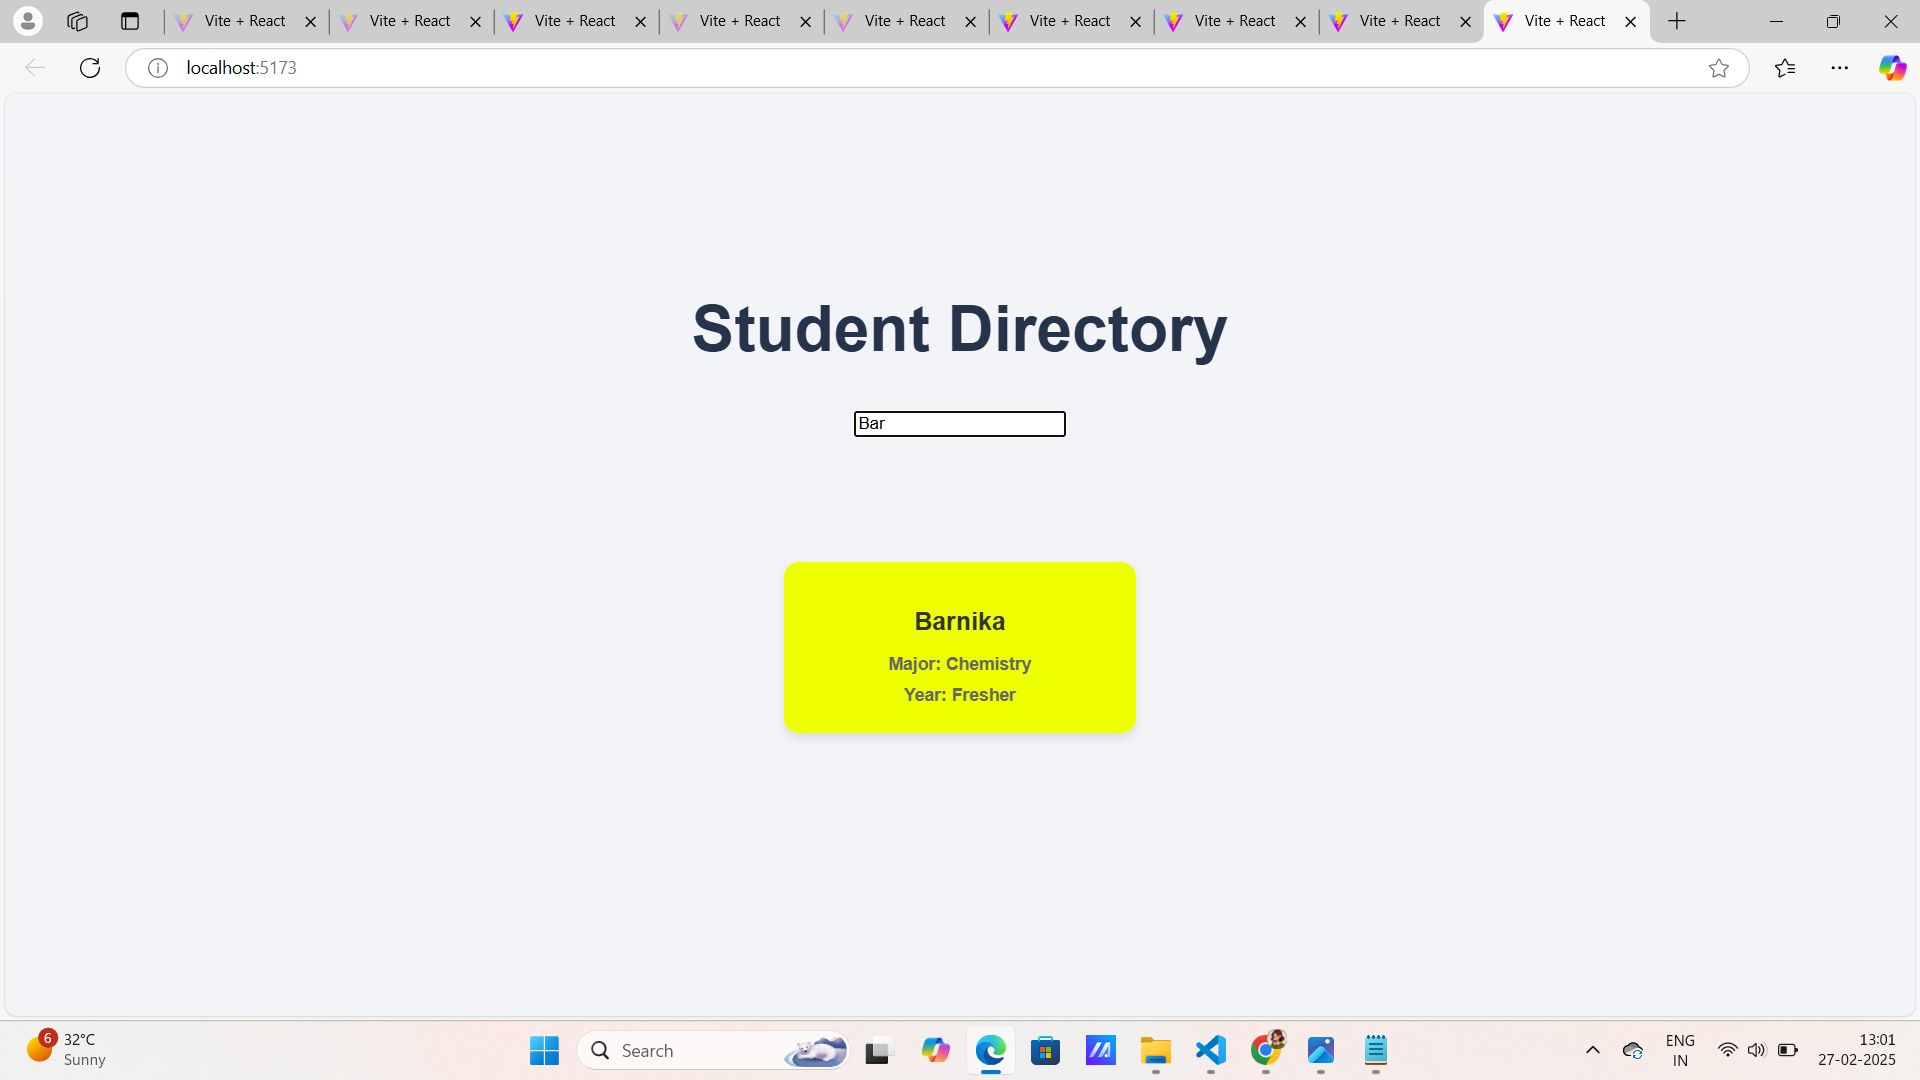 Vite + React Vite + React Vite + React Vite + React Vite + React Vite + React Vite + React Vite + React Vite + React
localhost:5173
Student Directory
Bar
Barnika
Major: Chemistry
Year: Fresher
6
32°C
Sunny
Search
ENG
IN
13:01
27-02-2025